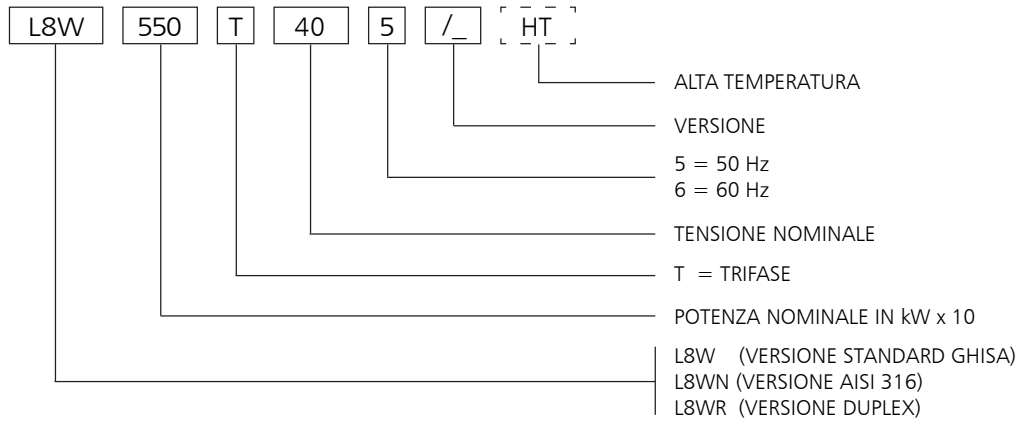 L8W 550 T 40 5 /_ HT
ALTA TEMPERATURA
VERSIONE
5 = 50 Hz
6 = 60 Hz
TENSIONE NOMINALE
T = TRIFASE
POTENZA NOMINALE IN kW x 10
L8W (VERSIONE STANDARD GHISA)
L8WN (VERSIONE AISI 316)
L8WR (VERSIONE DUPLEX)